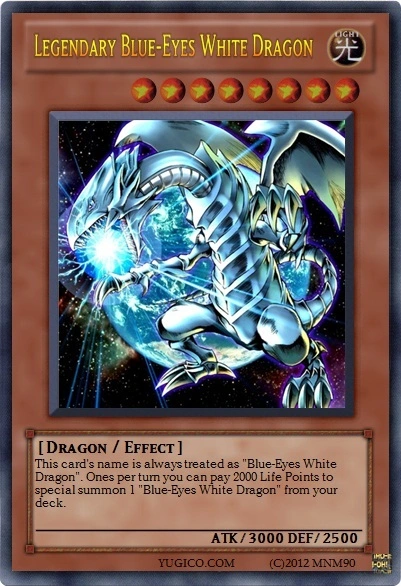 Legendary Blue-Eyes White Dragon
LIGHT
光
[ Dragon / Effect ]
This card's name is always treated as "Blue-Eyes White
Dragon". Ones per turn you can pay 2000 Life Points to
special summon 1 "Blue-Eyes White Dragon" from your
deck.
ATK / 3000 DEF / 2500
YUGICO.COM (C)2012 MNM90